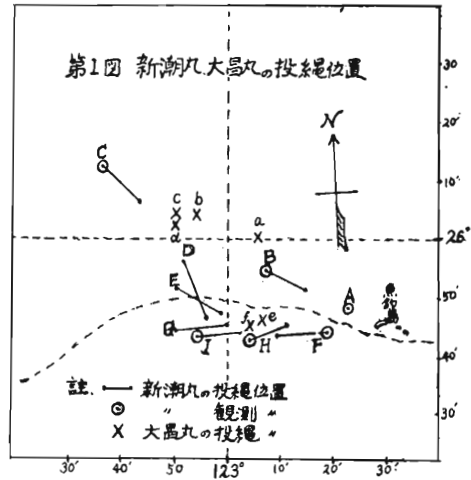 第1図 新潮丸、大昌丸の投縄位置
30
20'
N
C
10'
c b
a
d
26°
D
B
E
50'
A
f e
G
I H F
40'
註. 新潮丸の投縄位置
〃 観測 〃
X 大昌丸の投縄 〃
30'
30' 40' 50' 123° 10' 20' 30'